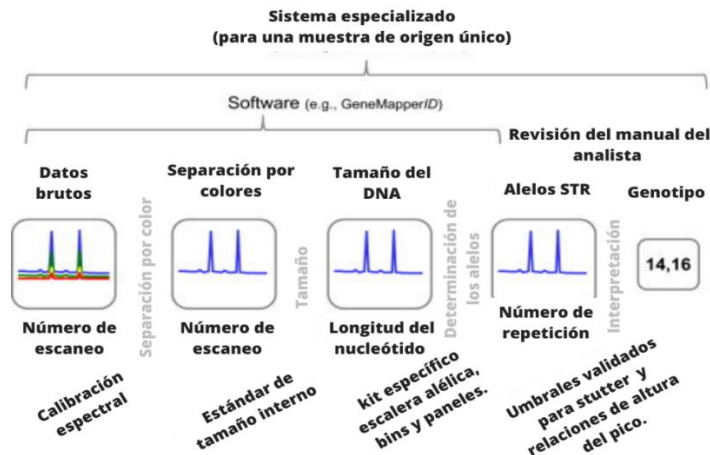 Sistema especializado
(para una muestra de origen único)
Software (e.g., GeneMapperID)
Revisión del manual del
analista
Datos
brutos
Separación por
colores
Tamaño del
DNA
Alelos STR
Genotipo
Separación por color
Tamaño
Determinación de
los alelos
Interpretación
14,16
Número de
escaneo
Número de
escaneo
Longitud del
nucleótido
Número de
repetición
Calibración
espectral
Estándar de
tamaño interno
kit específico
escalera alélica,
bins y paneles.
Umbrales validados
para stutter y
relaciones de altura
del pico.